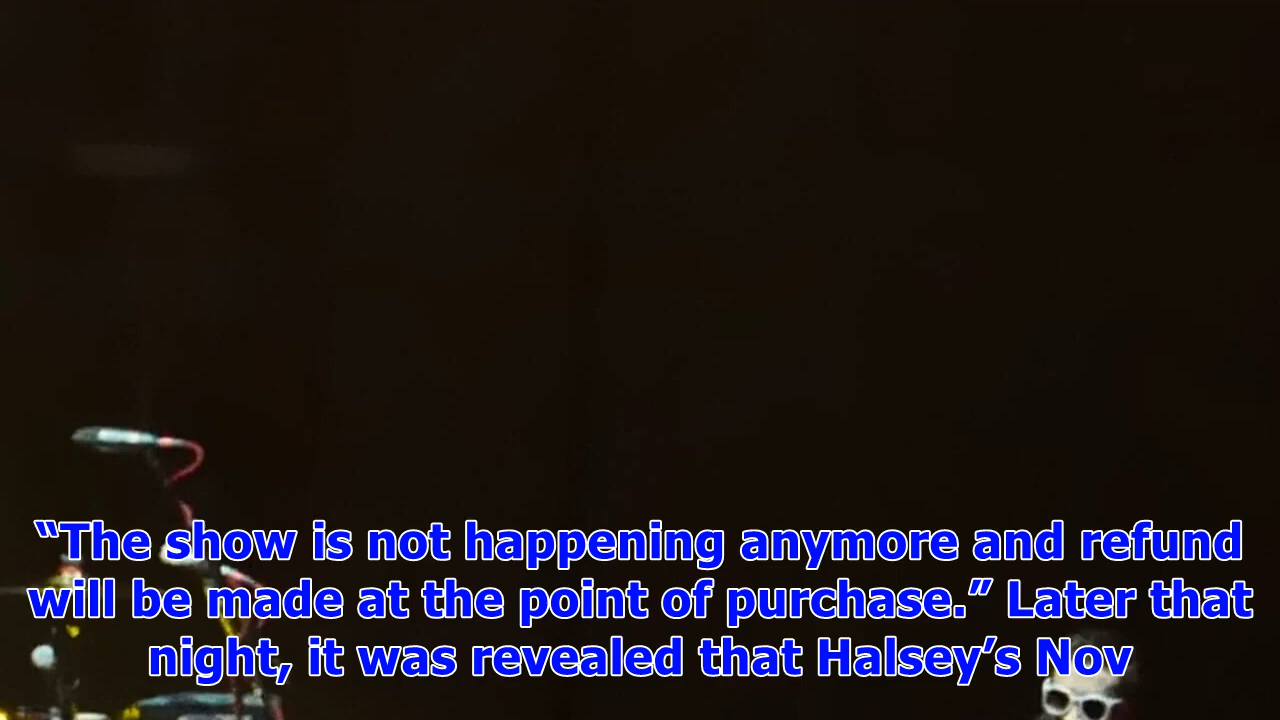 “The show is not happening anymore and refund
will be made at the point of purchase.” Later that
night, it was revealed that Halsey’s Nov